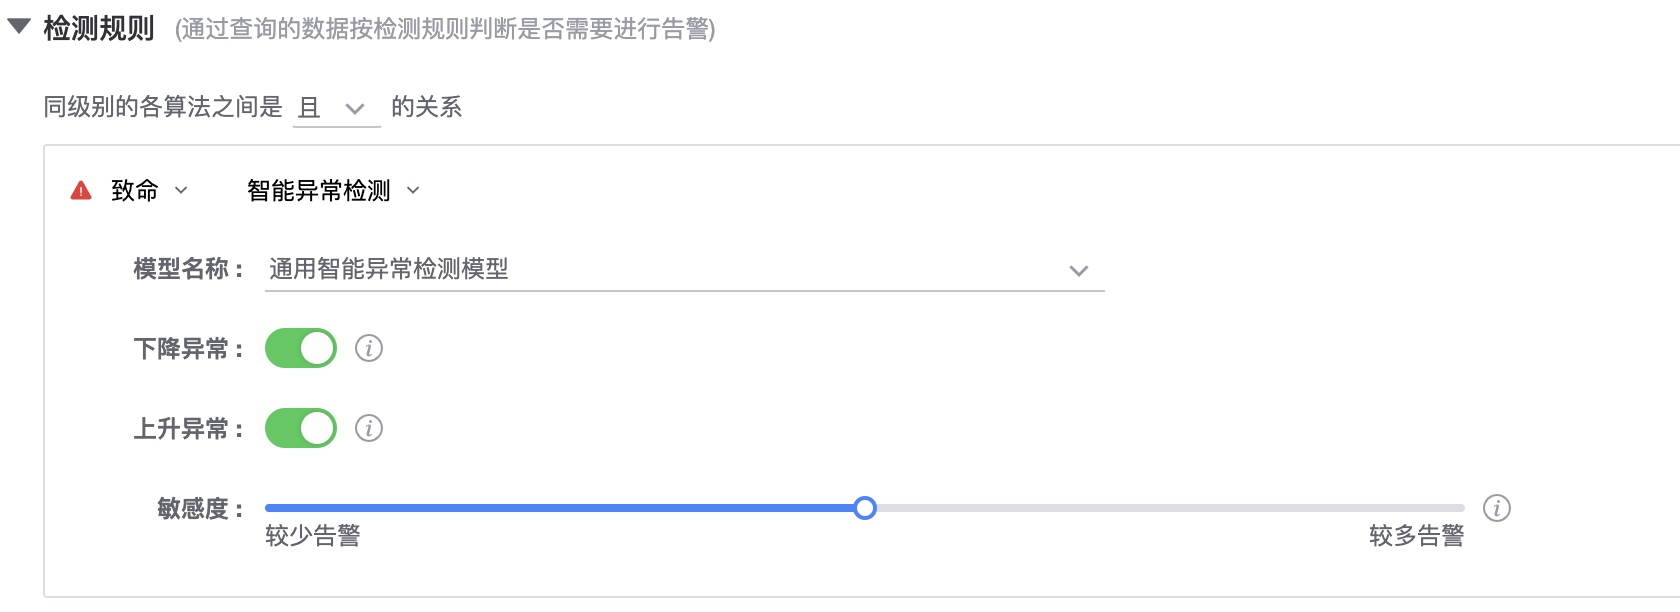 检测规则 (通过查询的数据按检测规则判断是否需要进行告警)
同级别的各算法之间是 且 的关系
致命 智能异常检测
模型名称： 通用智能异常检测模型
下降异常：
上升异常：
敏感度：
较少告警 较多告警